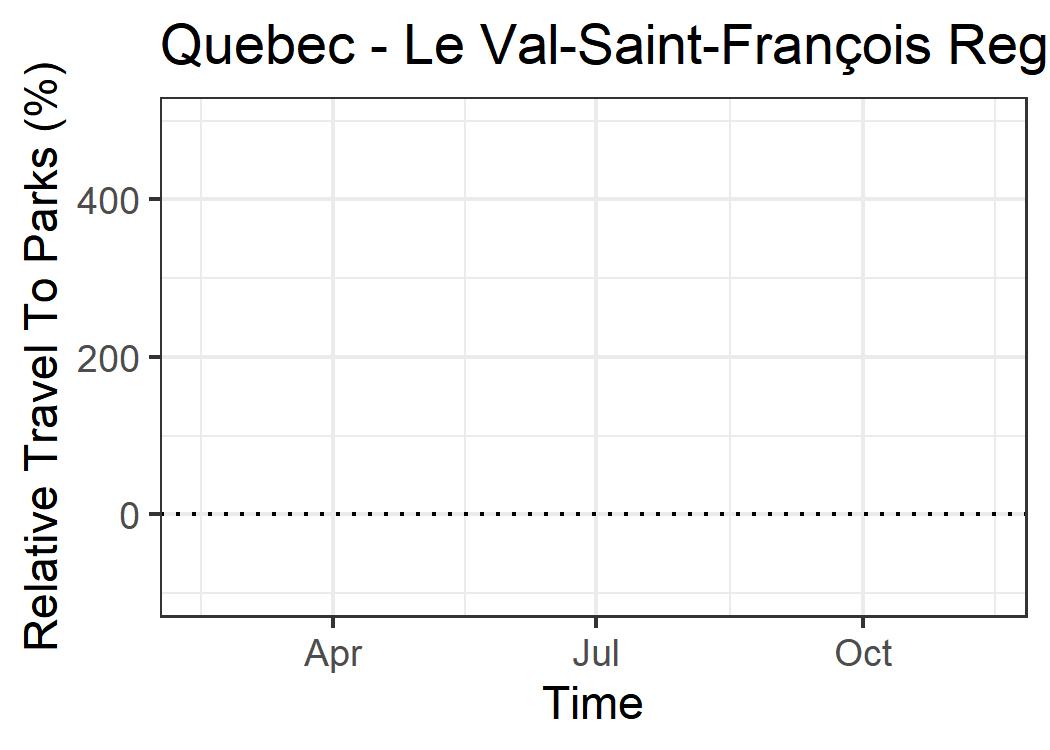 Quebec - Le Val-Saint-François Reg
Relative Travel To Parks (%)
400
200
0
Apr Jul Oct
Time